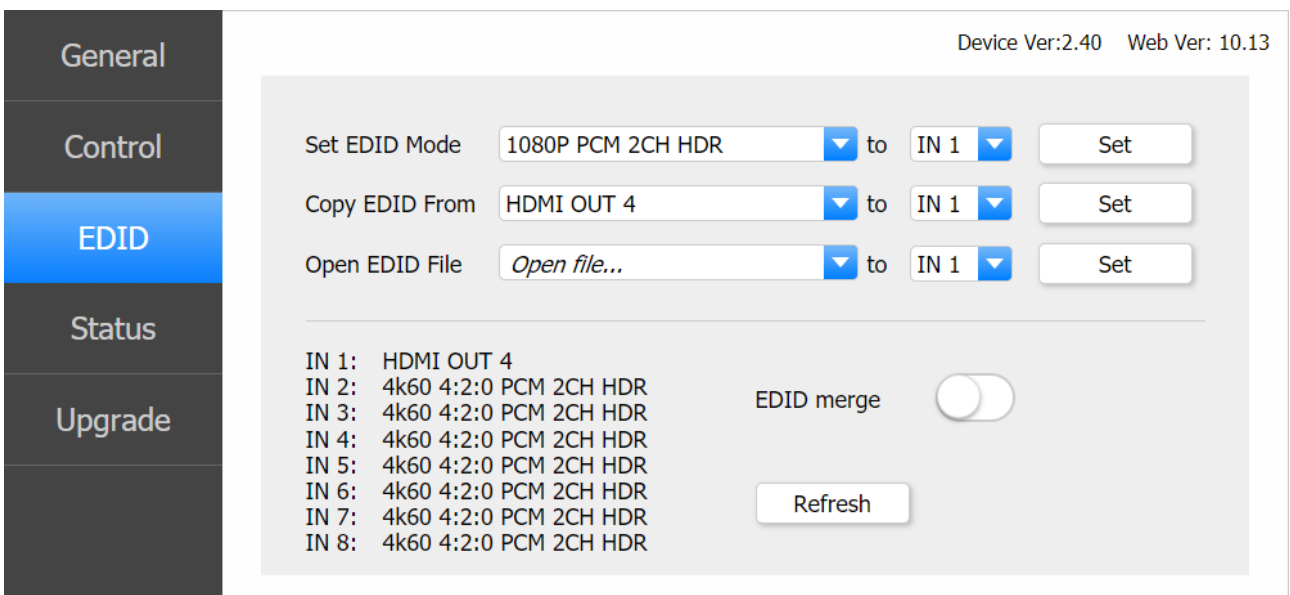 General
Control
EDID
Status
Upgrade
Device Ver:2.40 Web Ver: 10.13
Set EDID Mode 1080P PCM 2CH HDR to IN 1 Set
Copy EDID From HDMI OUT 4 to IN 1 Set
Open EDID File Open file... to IN 1 Set
IN 1: HDMI OUT 4
IN 2: 4k60 4:2:0 PCM 2CH HDR
IN 3: 4k60 4:2:0 PCM 2CH HDR
IN 4: 4k60 4:2:0 PCM 2CH HDR
IN 5: 4k60 4:2:0 PCM 2CH HDR
IN 6: 4k60 4:2:0 PCM 2CH HDR
IN 7: 4k60 4:2:0 PCM 2CH HDR
IN 8: 4k60 4:2:0 PCM 2CH HDR
EDID merge
Refresh